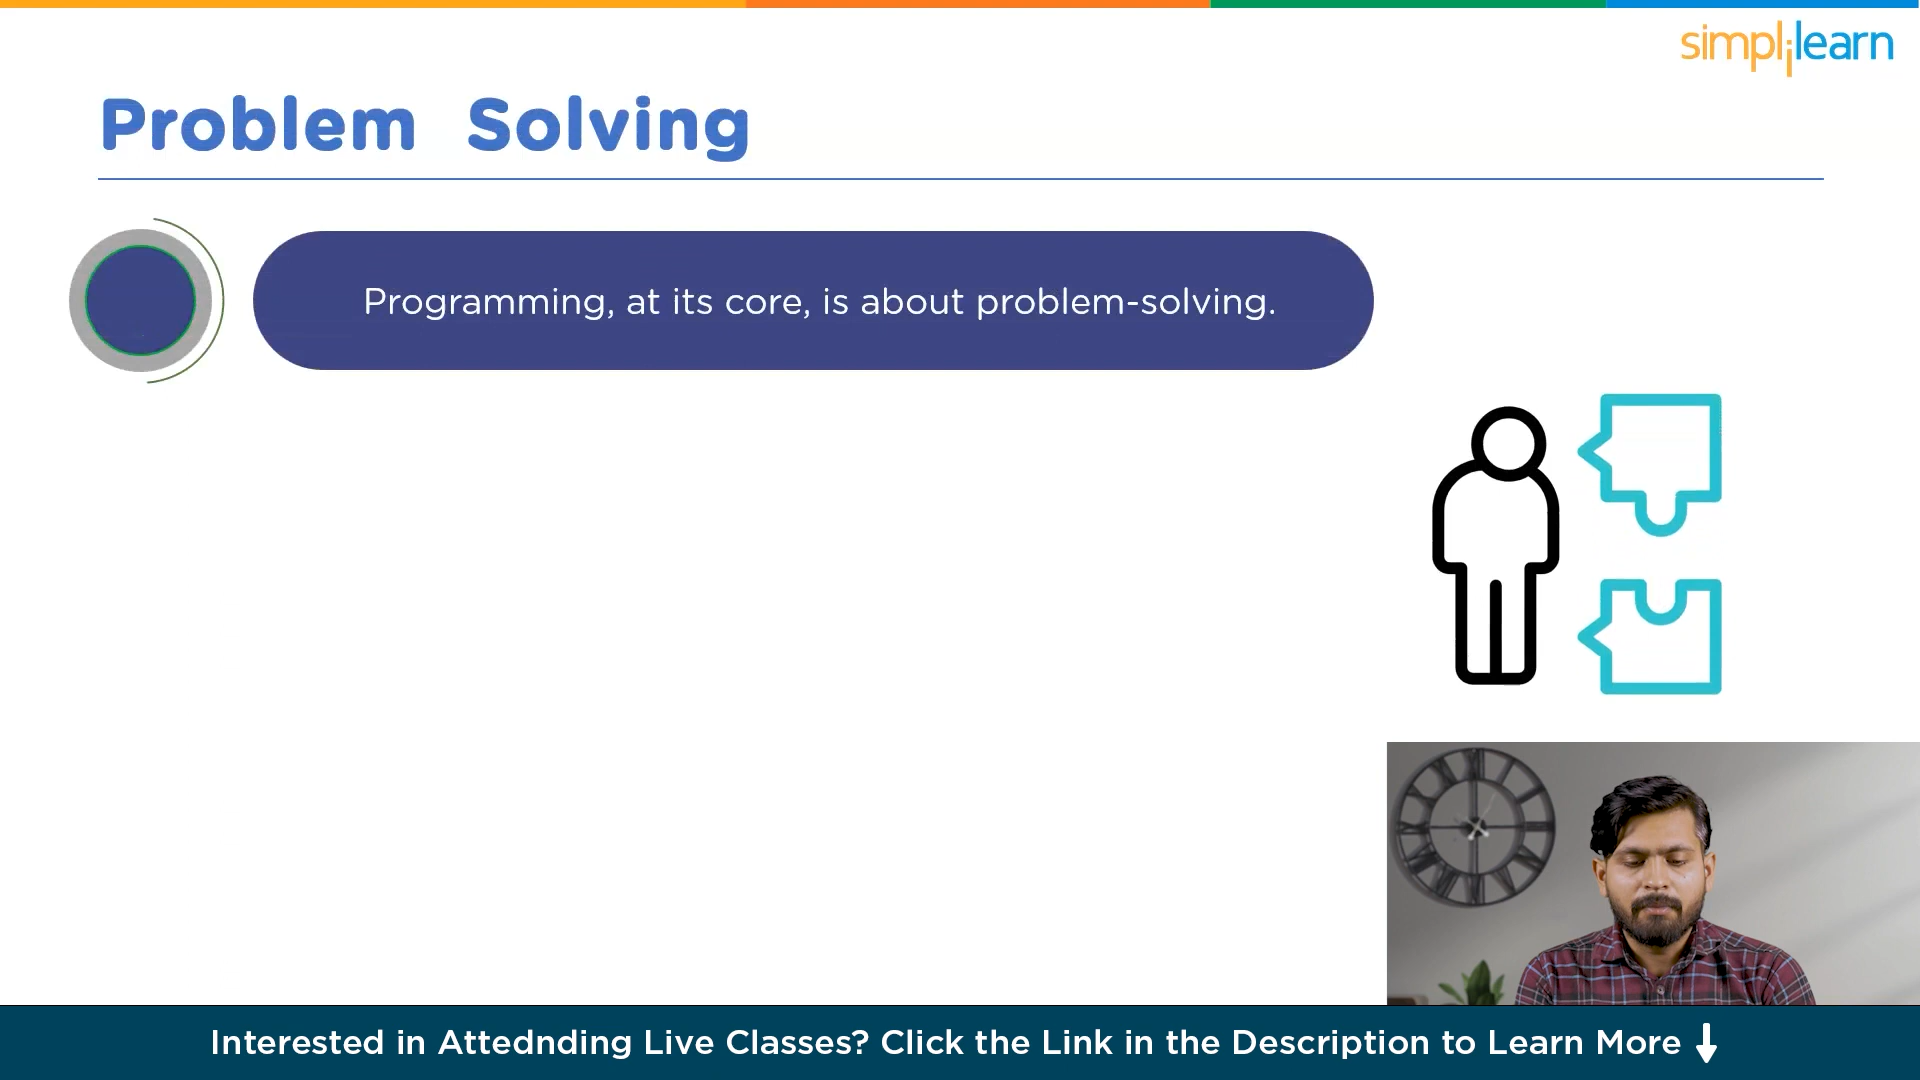 simplilearn
Problem Solving
Programming, at its core, is about problem-solving.
Interested in Attednding Live Classes? Click the Link in the Description to Learn More